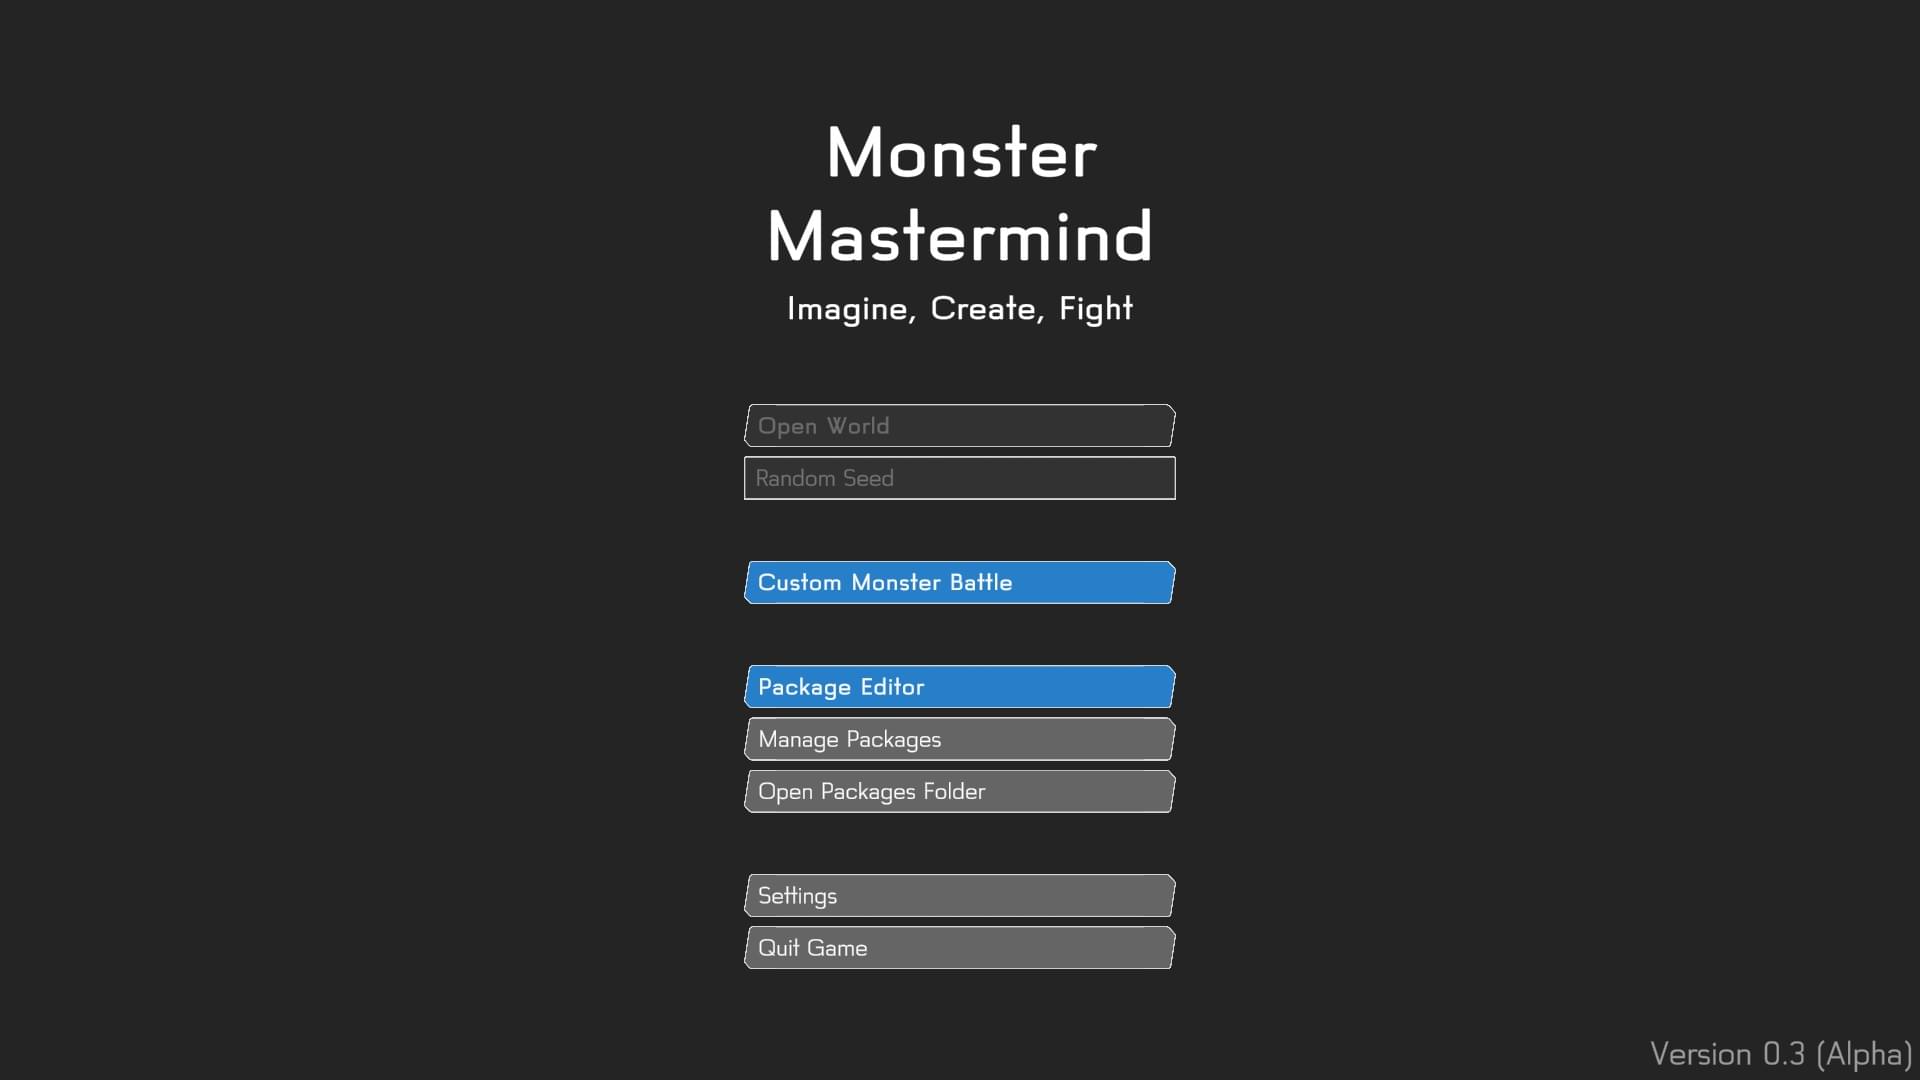 Monster
Mastermind
Imagine, Create, Fight
Open World
Random Seed
Custom Monster Battle
Package Editor
Manage Packages
Open Packages Folder
Settings
Quit Game
Version 0.3 (Alpha)